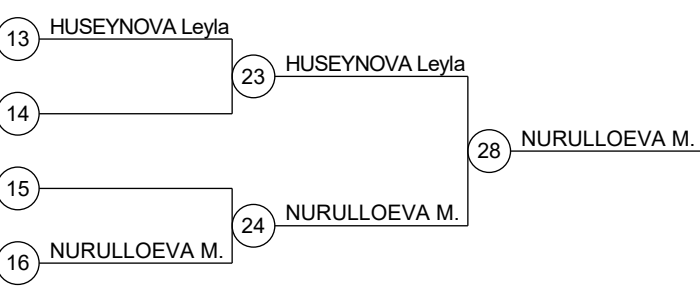 13 HUSEYNOVA Leyla
23 HUSEYNOVA Leyla
14
28 NURULLOEVA M.
15
24 NURULLOEVA M.
16 NURULLOEVA M.